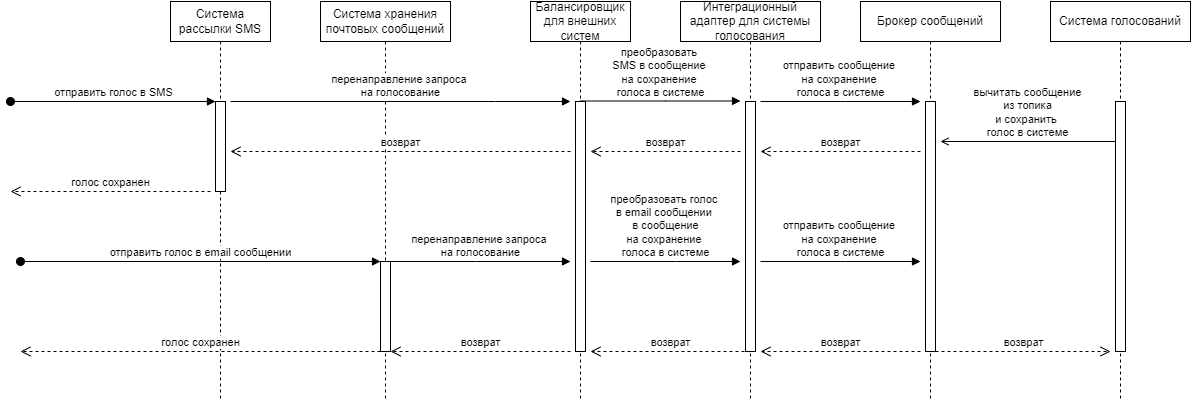 Система
рассылки SMS
Система хранения
почтовых сообщений
Балансировщик
для внешних
систем
Интеграционный
адаптер для системы
голосования
Брокер сообщений
Система голосований
отправить голос в SMS
перенаправление запроса
на голосование
преобразовать
SMS в сообщение
на сохранение
голоса в системе
отправить сообщение
на сохранение
голоса в системе
вычитать сообщение
из топика
и сохранить
голос в системе
возврат
возврат
возврат
голос сохранен
отправить голос в email сообщении
перенаправление запроса
на голосование
преобразовать голос
в email сообщении
в сообщение
на сохранение
голоса в системе
отправить сообщение
на сохранение
голоса в системе
голос сохранен
возврат
возврат
возврат
возврат